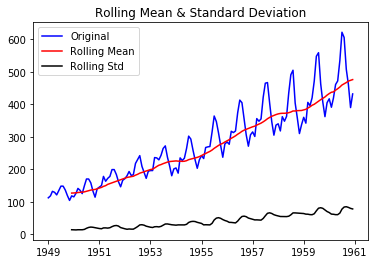 Rolling Mean & Standard Deviation
Original
Rolling Mean
Rolling Std
600
500
400
300
200
100
0
1949 1951 1953 1955 1957 1959 1961